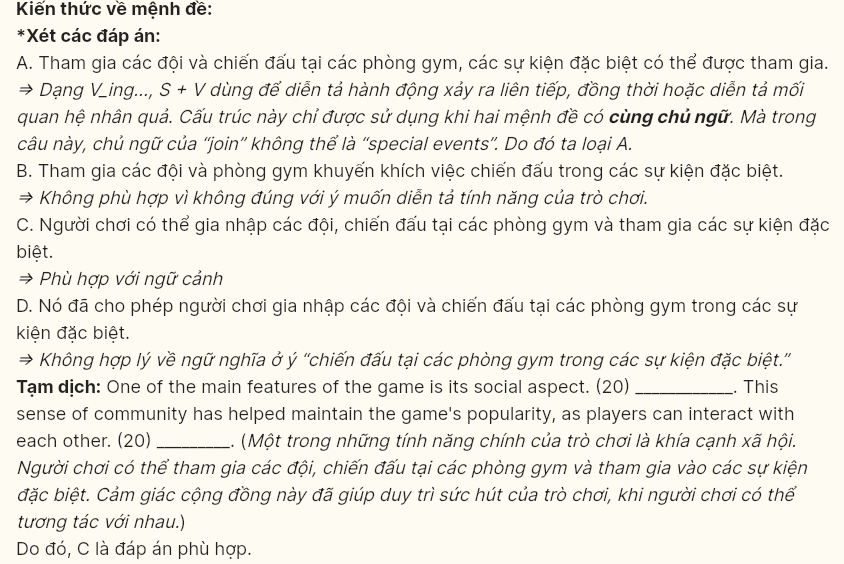 Kiến thức về mệnh đề:
*Xét các đáp án:
A. Tham gia các đội và chiến đấu tại các phòng gym, các sự kiện đặc biệt có thể được tham gia.
⇒ Dạng V_ing..., S + V dùng để diễn tả hành động xảy ra liên tiếp, đồng thời hoặc diễn tả mối
quan hệ nhân quả. Cấu trúc này chỉ được sử dụng khi hai mệnh đề có cùng chủ ngữ. Mà trong
câu này, chủ ngữ của “join” không thể là “special events”. Do đó ta loại A.
B. Tham gia các đội và phòng gym khuyến khích việc chiến đấu trong các sự kiện đặc biệt.
⇒ Không phù hợp vì không đúng với ý muốn diễn tả tính năng của trò chơi.
C. Người chơi có thể gia nhập các đội, chiến đấu tại các phòng gym và tham gia các sự kiện đặc
biệt.
⇒ Phù hợp với ngữ cảnh
D. Nó đã cho phép người chơi gia nhập các đội và chiến đấu tại các phòng gym trong các sự
kiện đặc biệt.
⇒ Không hợp lý về ngữ nghĩa ở ý “chiến đấu tại các phòng gym trong các sự kiện đặc biệt.”
Tạm dịch: One of the main features of the game is its social aspect. (20) ____________. This
sense of community has helped maintain the game's popularity, as players can interact with
each other. (20) _________. (Một trong những tính năng chính của trò chơi là khía cạnh xã hội.
Người chơi có thể tham gia các đội, chiến đấu tại các phòng gym và tham gia vào các sự kiện
đặc biệt. Cảm giác cộng đồng này đã giúp duy trì sức hút của trò chơi, khi người chơi có thể
tương tác với nhau.)
Do đó, C là đáp án phù hợp.